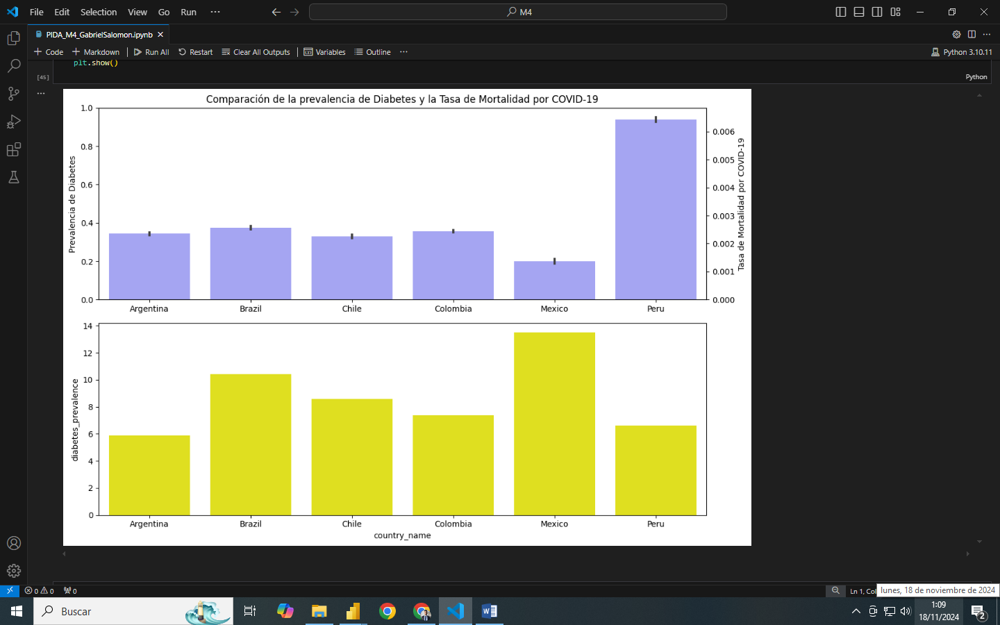 File Edit Selection View Go Run ···
M4
PIDA_M4_GabrielSalomon.ipynb
+ Code + Markdown Run All Restart Clear All Outputs Variables Outline ··· Python 3.10.11
plt.show()
[45]
Python
Comparación de la prevalencia de Diabetes y la Tasa de Mortalidad por COVID-19
Prevalencia de Diabetes
1.0
0.8
0.6
0.4
0.2
0.0
0.006
0.005
0.004
0.003
0.002
0.001
0.000
Tasa de Mortalidad por COVID-19
Argentina Brazil Chile Colombia Mexico Peru
diabetes_prevalence
14
12
10
8
6
4
2
0
Argentina Brazil Chile Colombia Mexico Peru
country_name
0 0 0
Ln 1, Col
lunes, 18 de noviembre de 2024
Buscar
1:09
18/11/2024
2